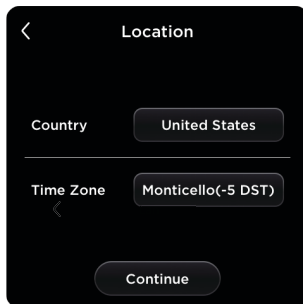 Location
Country
United States
Time Zone
Monticello(-5 DST)
Continue